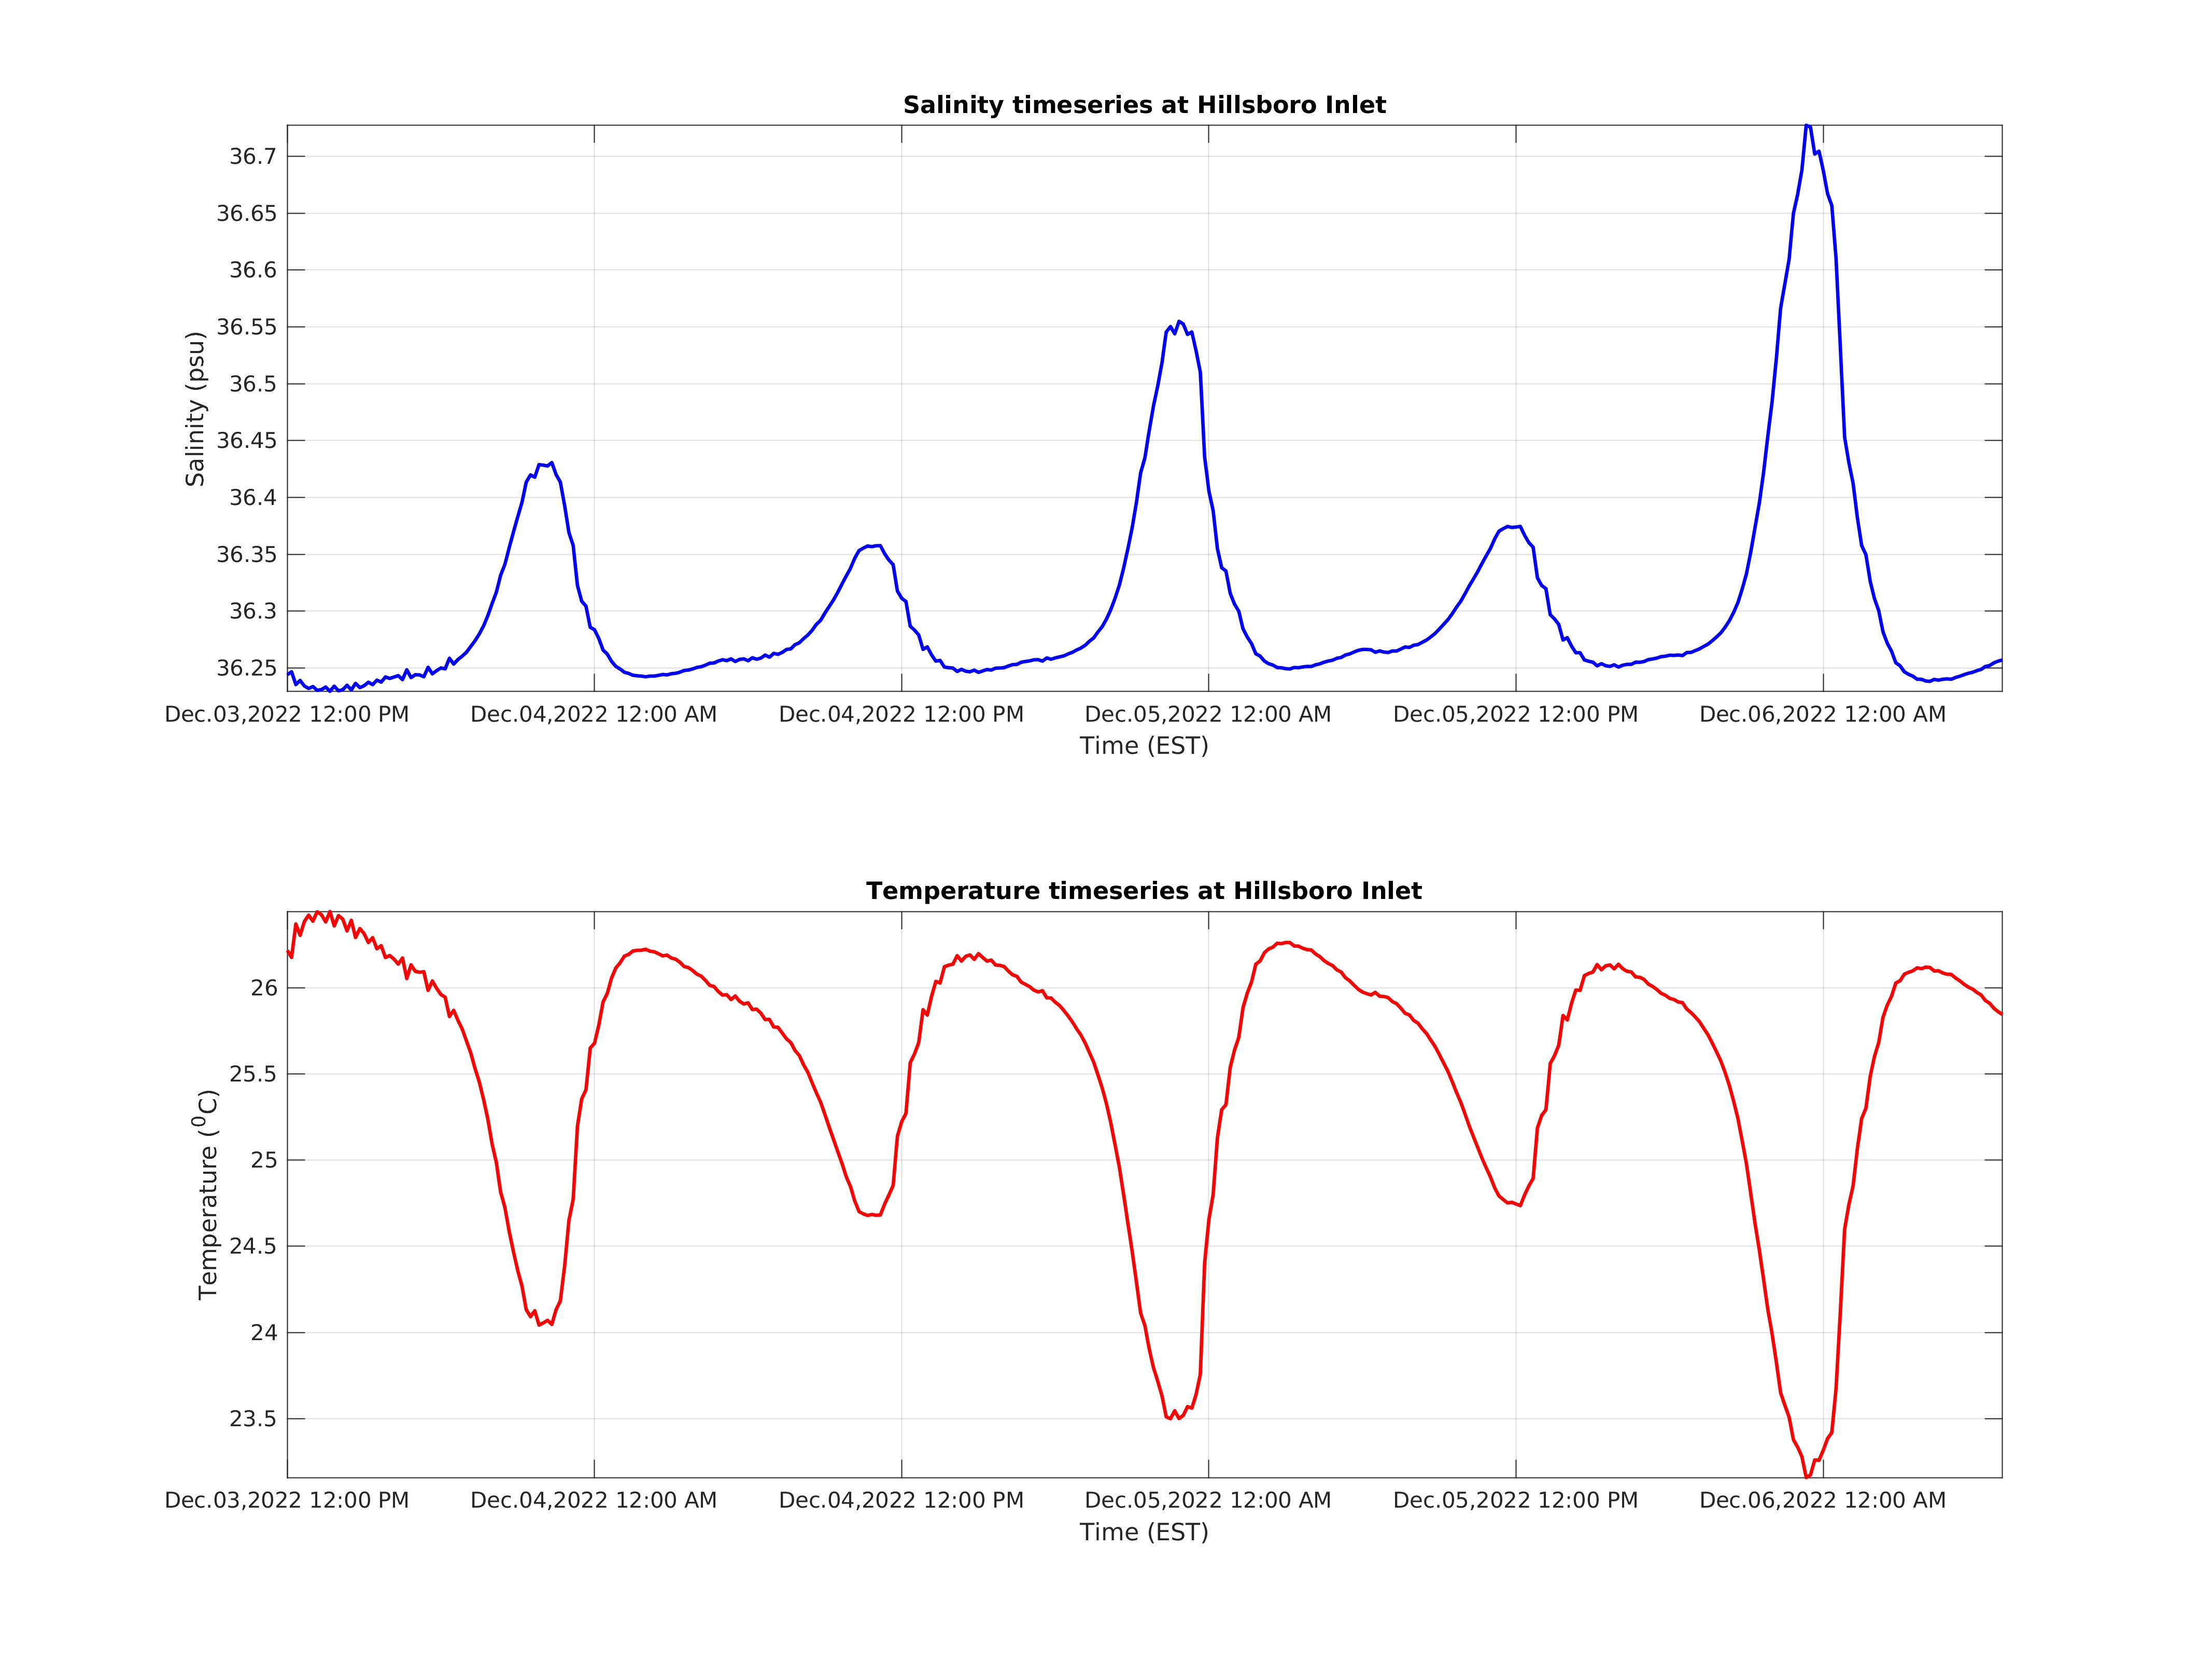 Salinity timeseries at Hillsboro Inlet
36.7
36.65
36.6
36.55
36.5
36.45
36.4
36.35
36.3
36.25
Salinity (psu)
Dec.03,2022 12:00 PM Dec.04,2022 12:00 AM Dec.04,2022 12:00 PM Dec.05,2022 12:00 AM Dec.05,2022 12:00 PM Dec.06,2022 12:00 AM
Time (EST)
Temperature timeseries at Hillsboro Inlet
26
25.5
25
24.5
24
23.5
Temperature (⁰C)
Dec.03,2022 12:00 PM Dec.04,2022 12:00 AM Dec.04,2022 12:00 PM Dec.05,2022 12:00 AM Dec.05,2022 12:00 PM Dec.06,2022 12:00 AM
Time (EST)